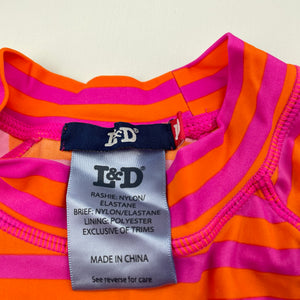 I&D
I&D
RASHIE: NYLON/
ELASTANE
BRIEF: NYLON/ELASTANE
LINING: POLYESTER
EXCLUSIVE OF TRIMS
MADE IN CHINA
See reverse for care